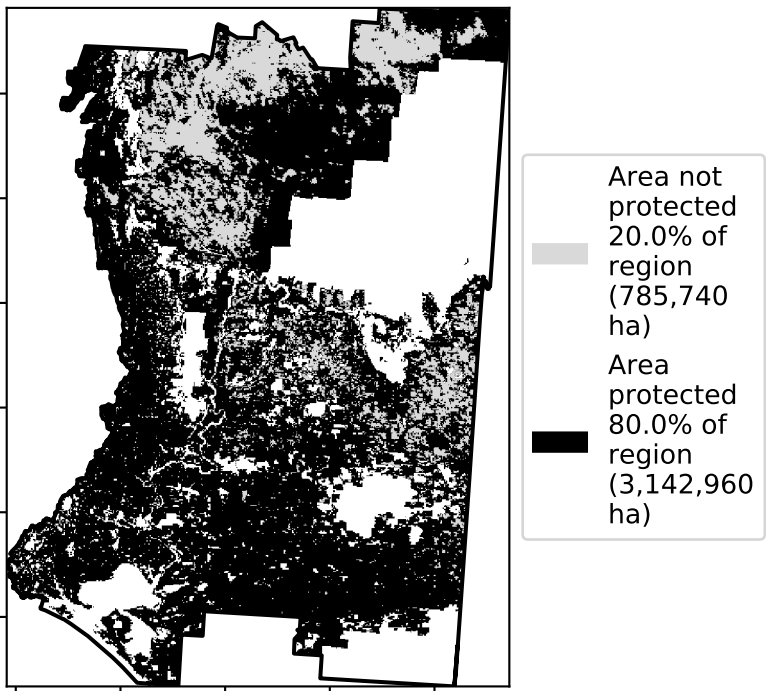 Area not
protected
20.0% of
region
(785,740
ha)
Area
protected
80.0% of
region
(3,142,960
ha)